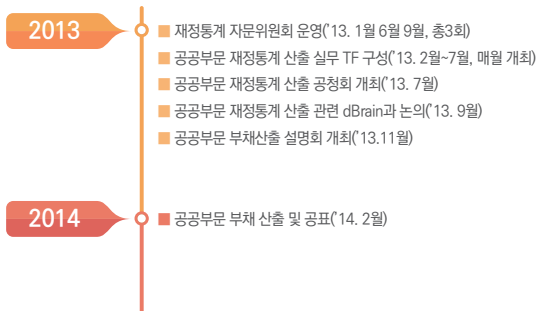 2013
■ 재정통계 자문위원회 운영('13. 1월 6월 9월, 총3회)
■ 공공부문 재정통계 산출 실무 TF 구성('13. 2월~7월, 매월 개최)
■ 공공부문 재정통계 산출 공청회 개최('13. 7월)
■ 공공부문 재정통계 산출 관련 dBrain과 논의('13. 9월)
■ 공공부문 부채산출 설명회 개최('13.11월)
2014
■ 공공부문 부채 산출 및 공표('14. 2월)